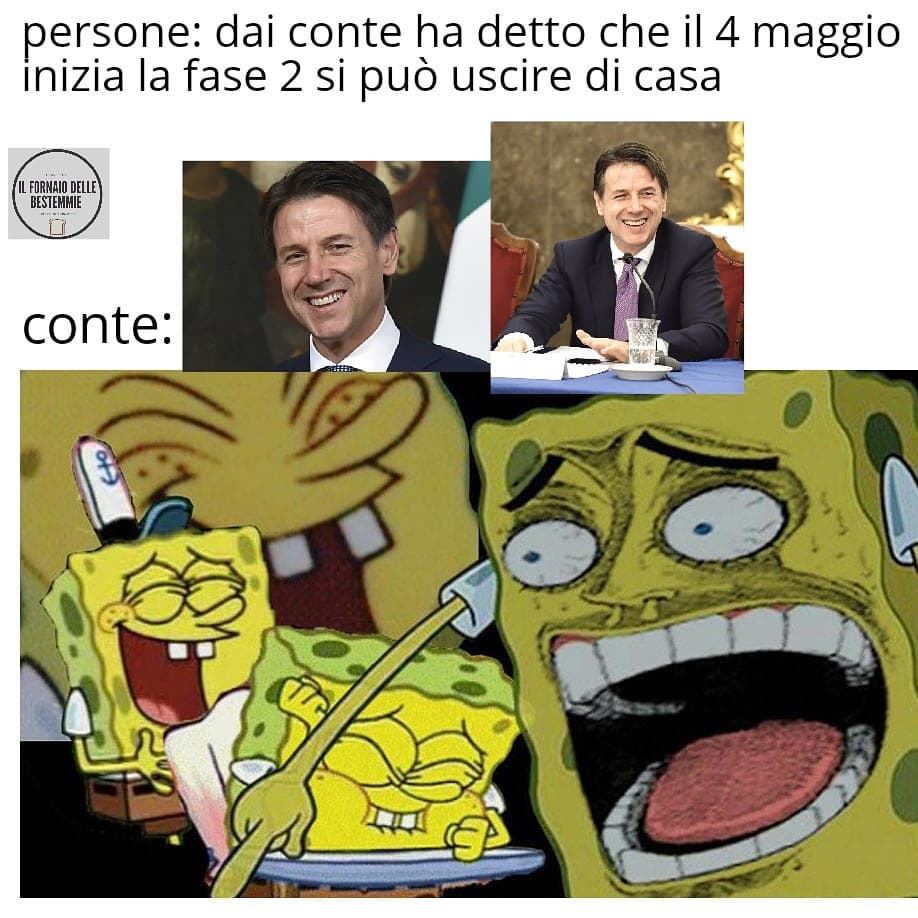 persone: dai conte ha detto che il 4 maggio
inizia la fase 2 si può uscire di casa
IL FORNAIO DELLE
BESTEMMIE
conte: